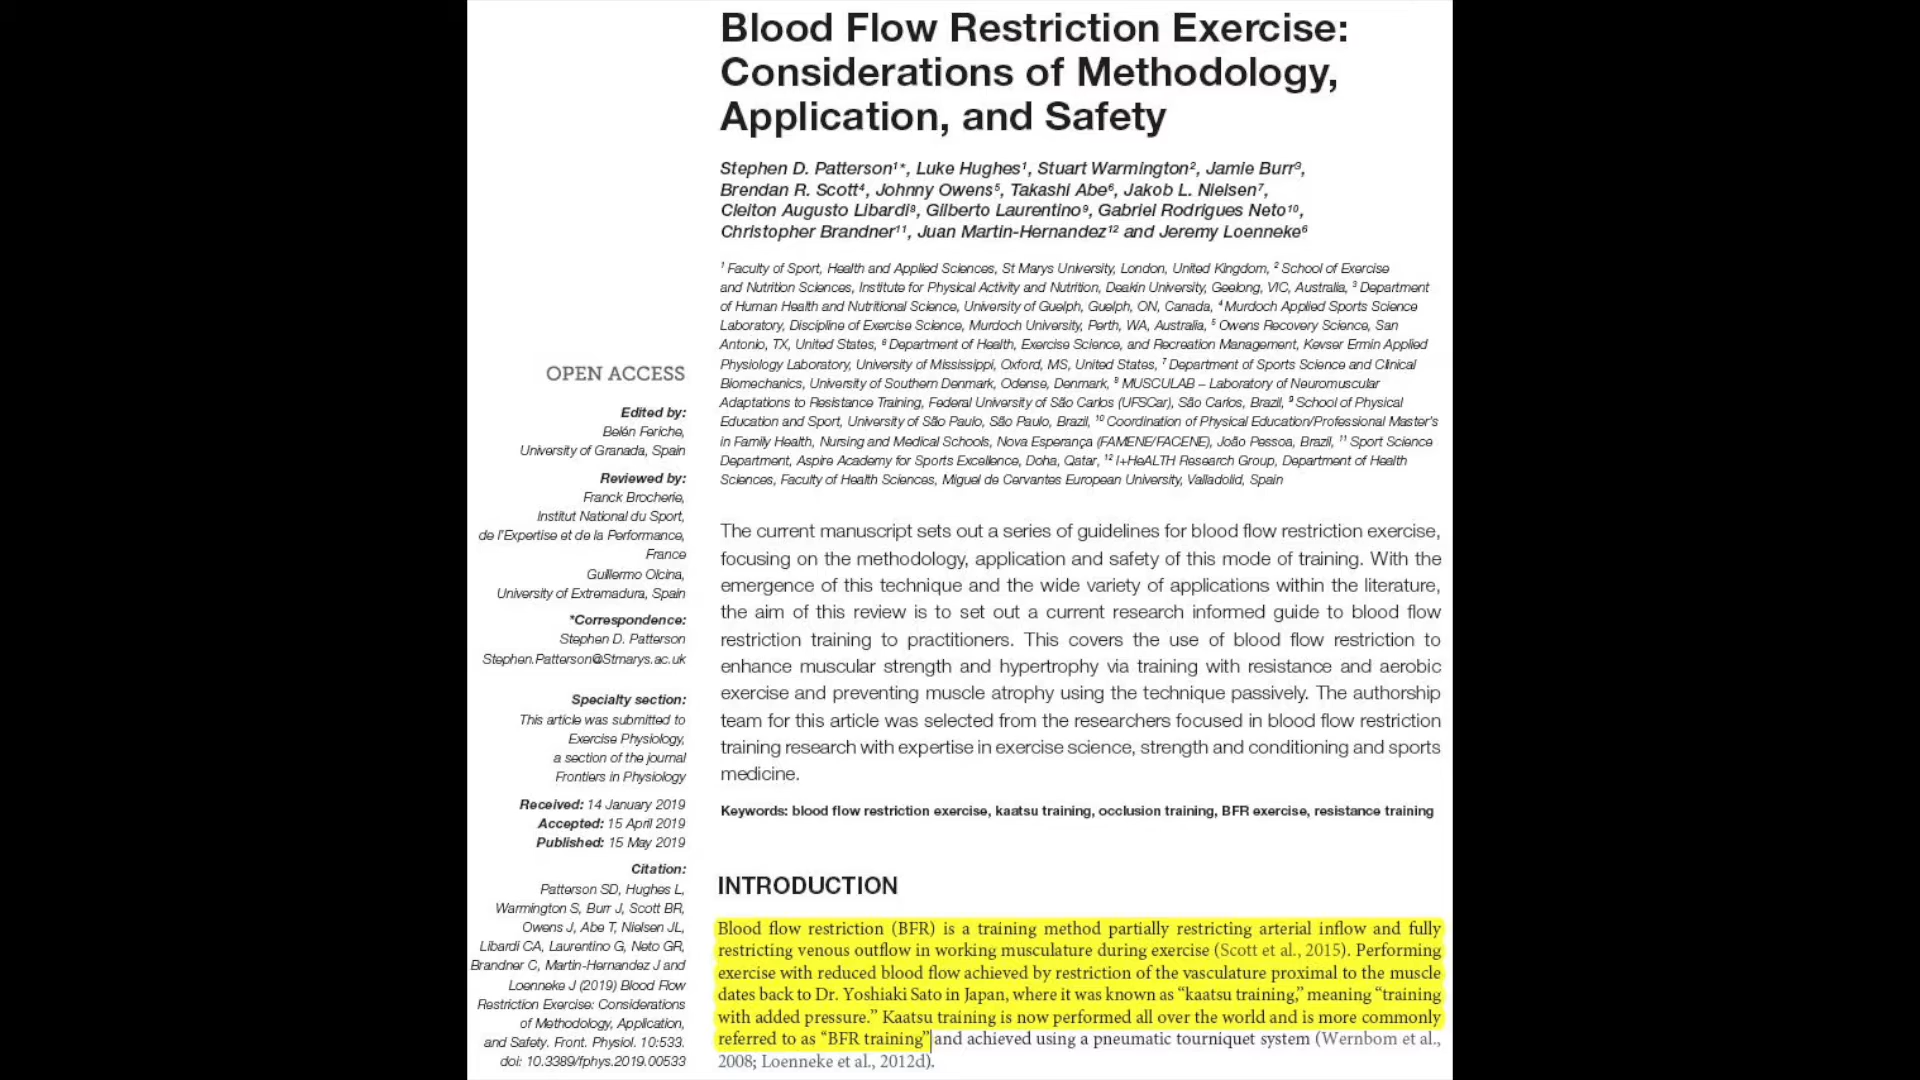 Blood Flow Restriction Exercise:
Considerations of Methodology,
Application, and Safety
Stephen D. Patterson¹*, Luke Hughes¹, Stuart Warmington², Jamie Burr³,
Brendan R. Scott⁴, Johnny Owens⁵, Takashi Abe⁶, Jakob L. Nielsen⁷,
Cleiton Augusto Libardi⁸, Gilberto Laurentino⁹, Gabriel Rodrigues Neto¹⁰,
Christopher Brandner¹¹, Juan Martin-Hernandez¹² and Jeremy Loenneke⁶
¹ Faculty of Sport, Health and Applied Sciences, St Marys University, London, United Kingdom, ² School of Exercise
and Nutrition Sciences, Institute for Physical Activity and Nutrition, Deakin University, Geelong, VIC, Australia, ³ Department
of Human Health and Nutritional Science, University of Guelph, Guelph, ON, Canada, ⁴ Murdoch Applied Sports Science
Laboratory, Discipline of Exercise Science, Murdoch University, Perth, WA, Australia, ⁵ Owens Recovery Science, San
Antonio, TX, United States, ⁶ Department of Health, Exercise Science, and Recreation Management, Kevser Ermin Applied
Physiology Laboratory, University of Mississippi, Oxford, MS, United States, ⁷ Department of Sports Science and Clinical
Biomechanics, University of Southern Denmark, Odense, Denmark, ⁸ MUSCULAB – Laboratory of Neuromuscular
Adaptations to Resistance Training, Federal University of São Carlos (UFSCar), São Carlos, Brazil, ⁹ School of Physical
Education and Sport, University of São Paulo, São Paulo, Brazil, ¹⁰ Coordination of Physical Education/Professional Master's
in Family Health, Nursing and Medical Schools, Nova Esperança (FAMENE/FACENE), João Pessoa, Brazil, ¹¹ Sport Science
Department, Aspire Academy for Sports Excellence, Doha, Qatar, ¹² I+HeALTH Research Group, Department of Health
Sciences, Faculty of Health Sciences, Miguel de Cervantes European University, Valladolid, Spain
OPEN ACCESS
Edited by:
Belén Feriche,
University of Granada, Spain
Reviewed by:
Franck Brocherie,
Institut National du Sport,
de l'Expertise et de la Performance,
France
Guillermo Olcina,
University of Extremadura, Spain
*Correspondence:
Stephen D. Patterson
Stephen.Patterson@Stmarys.ac.uk
Specialty section:
This article was submitted to
Exercise Physiology,
a section of the journal
Frontiers in Physiology
Received: 14 January 2019
Accepted: 15 April 2019
Published: 15 May 2019
Citation:
Patterson SD, Hughes L,
Warmington S, Burr J, Scott BR,
Owens J, Abe T, Nielsen JL,
Libardi CA, Laurentino G, Neto GR,
Brandner C, Martin-Hernandez J and
Loenneke J (2019) Blood Flow
Restriction Exercise: Considerations
of Methodology, Application,
and Safety. Front. Physiol. 10:533.
doi: 10.3389/fphys.2019.00533
The current manuscript sets out a series of guidelines for blood flow restriction exercise,
focusing on the methodology, application and safety of this mode of training. With the
emergence of this technique and the wide variety of applications within the literature,
the aim of this review is to set out a current research informed guide to blood flow
restriction training to practitioners. This covers the use of blood flow restriction to
enhance muscular strength and hypertrophy via training with resistance and aerobic
exercise and preventing muscle atrophy using the technique passively. The authorship
team for this article was selected from the researchers focused in blood flow restriction
training research with expertise in exercise science, strength and conditioning and sports
medicine.
Keywords: blood flow restriction exercise, kaatsu training, occlusion training, BFR exercise, resistance training
INTRODUCTION
Blood flow restriction (BFR) is a training method partially restricting arterial inflow and fully
restricting venous outflow in working musculature during exercise (Scott et al., 2015). Performing
exercise with reduced blood flow achieved by restriction of the vasculature proximal to the muscle
dates back to Dr. Yoshiaki Sato in Japan, where it was known as “kaatsu training,” meaning “training
with added pressure.” Kaatsu training is now performed all over the world and is more commonly
referred to as “BFR training” and achieved using a pneumatic tourniquet system (Wernbom et al.,
2008; Loenneke et al., 2012d).